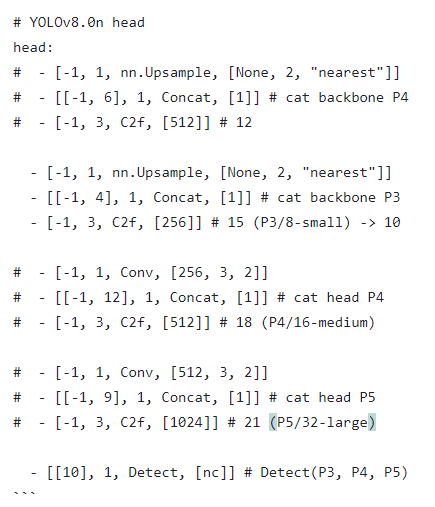 # YOLOv8.0n head
head:
#  - [-1, 1, nn.Upsample, [None, 2, "nearest"]]
#  - [[-1, 6], 1, Concat, [1]] # cat backbone P4
#  - [-1, 3, C2f, [512]] # 12
  - [-1, 1, nn.Upsample, [None, 2, "nearest"]]
  - [[-1, 4], 1, Concat, [1]] # cat backbone P3
  - [-1, 3, C2f, [256]] # 15 (P3/8-small) -> 10
#  - [-1, 1, Conv, [256, 3, 2]]
#  - [[-1, 12], 1, Concat, [1]] # cat head P4
#  - [-1, 3, C2f, [512]] # 18 (P4/16-medium)
#  - [-1, 1, Conv, [512, 3, 2]]
#  - [[-1, 9], 1, Concat, [1]] # cat head P5
#  - [-1, 3, C2f, [1024]] # 21 (P5/32-large)
  - [[10], 1, Detect, [nc]] # Detect(P3, P4, P5)
```